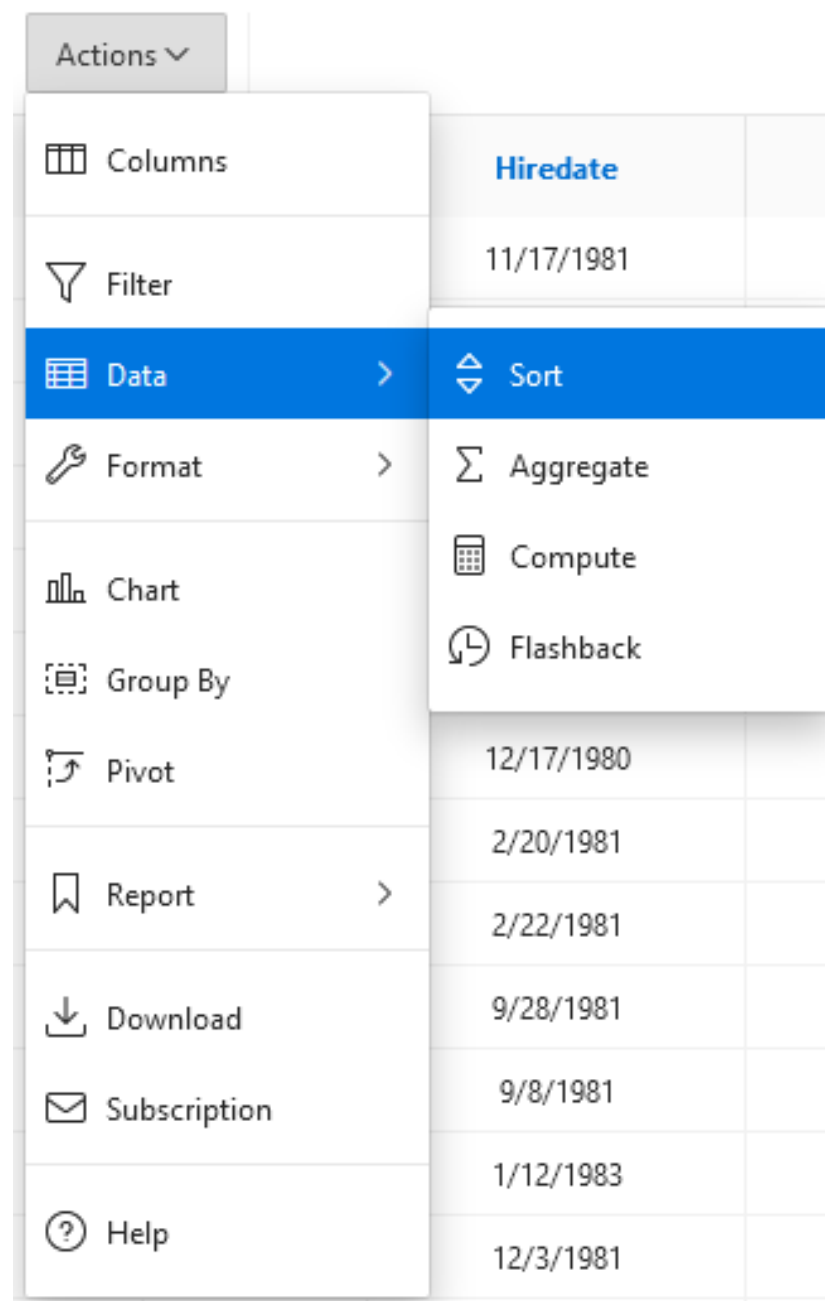 Actions
Columns
Filter
Data
Format
Chart
Group By
Pivot
Report
Download
Subscription
Help
Sort
Aggregate
Compute
Flashback
Hiredate
11/17/1981
12/17/1980
2/20/1981
2/22/1981
9/28/1981
9/8/1981
1/12/1983
12/3/1981